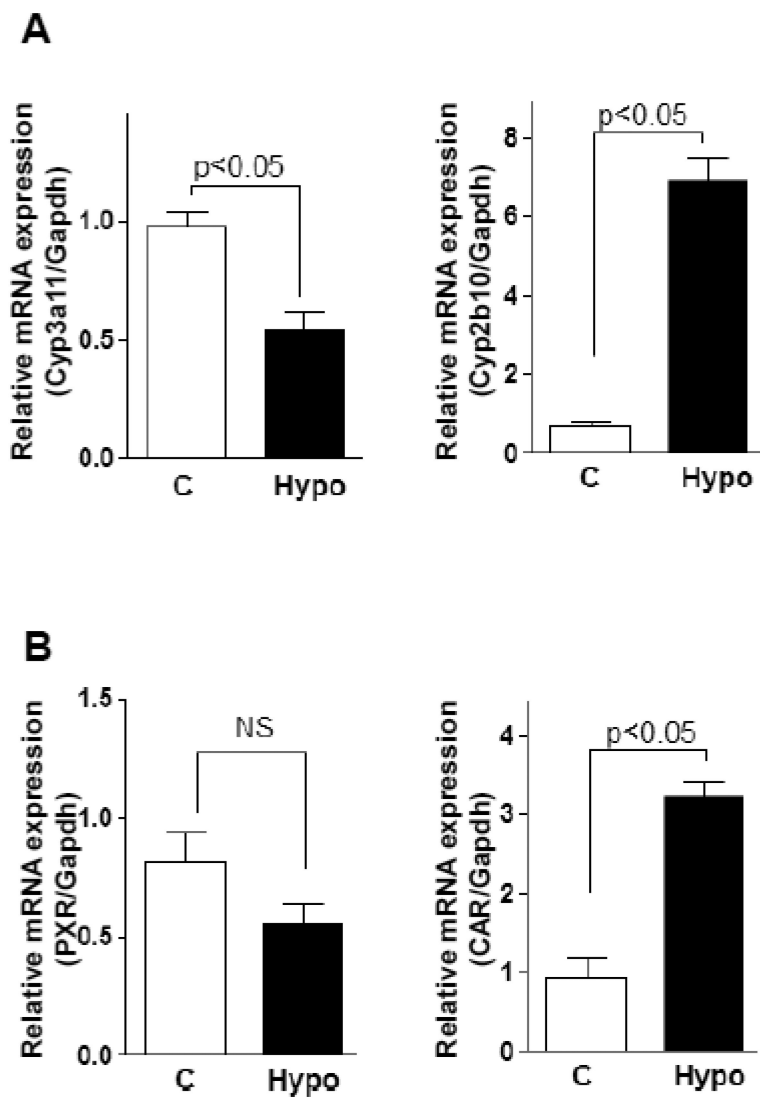 A
Relative mRNA expression
(Cyp3a11/Gapdh)
1.0
0.5
0.0
p<0.05
C
Hypo
Relative mRNA expression
(Cyp2b10/Gapdh)
8
6
4
2
0
p<0.05
C
Hypo
B
Relative mRNA expression
(PXR/Gapdh)
1.5
1.0
0.5
0.0
NS
C
Hypo
Relative mRNA expression
(CAR/Gapdh)
4
3
2
1
0
p<0.05
C
Hypo